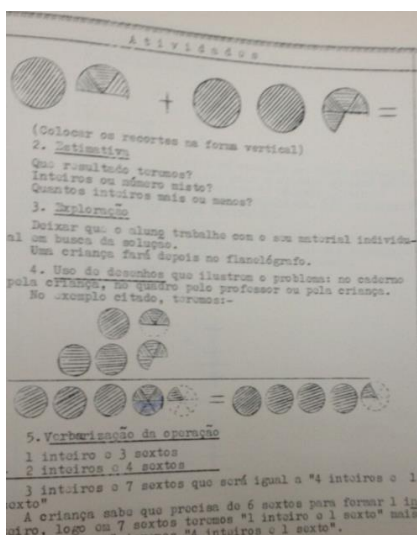 Atividades
+ =
(Colocar os recortes na forma vertical)
2. Estimativa
Que resultado teremos?
Inteiros ou número misto?
Quantos inteiros mais ou menos?
3. Exploração
Deixar que o aluno trabalhe com o seu material individu-
al em busca da solução.
Uma criança fará depois no flanelógrafo.
4. Uso de desenhos que ilustrem o problema: no caderno
pela criança, no quadro pelo professor ou pela criança.
No exemplo citado, teremos:-
=
5. Verbarização da operação
1 inteiro e 3 sextos
2 inteiros e 4 sextos
3 inteiros e 7 sextos que será igual a "4 inteiros e 1
sexto"
A criança sabe que precisa de 6 sextos para formar 1 in
teiro, logo em 7 sextos teremos "1 inteiro e 1 sexto" mais
"4 inteiros e 1 sexto".